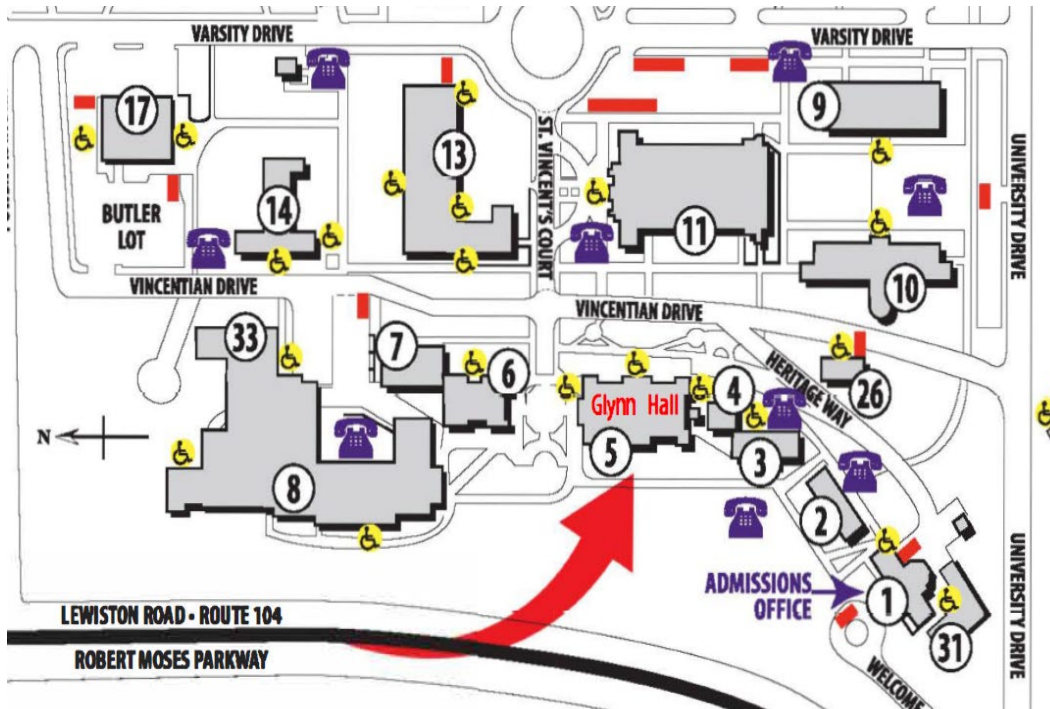 VARSITY DRIVE
VARSITY DRIVE
17
13
9
ST. VINCENT'S COURT
UNIVERSITY DRIVE
14
11
BUTLER
LOT
10
VINCENTIAN DRIVE
VINCENTIAN DRIVE
33
7
6
4
26
HERITAGE WAY
Glynn Hall
N
5
3
8
2
UNIVERSITY DRIVE
ADMISSIONS
OFFICE
1
31
LEWISTON ROAD • ROUTE 104
ROBERT MOSES PARKWAY
WELCOME